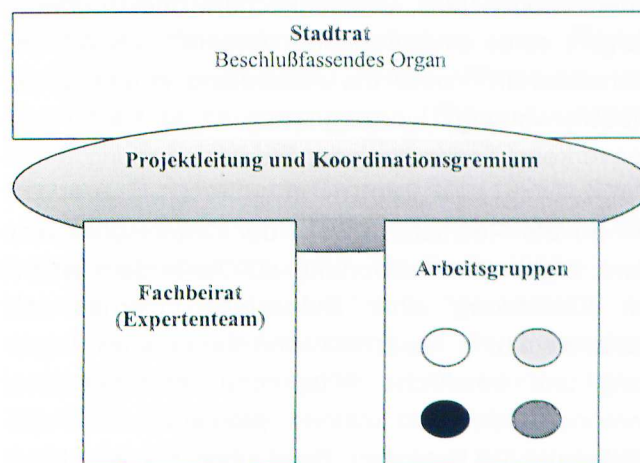 Stadtrat
Beschlußfassendes Organ
Projektleitung und Koordinationsgremium
Fachbeirat
(Expertenteam)
Arbeitsgruppen